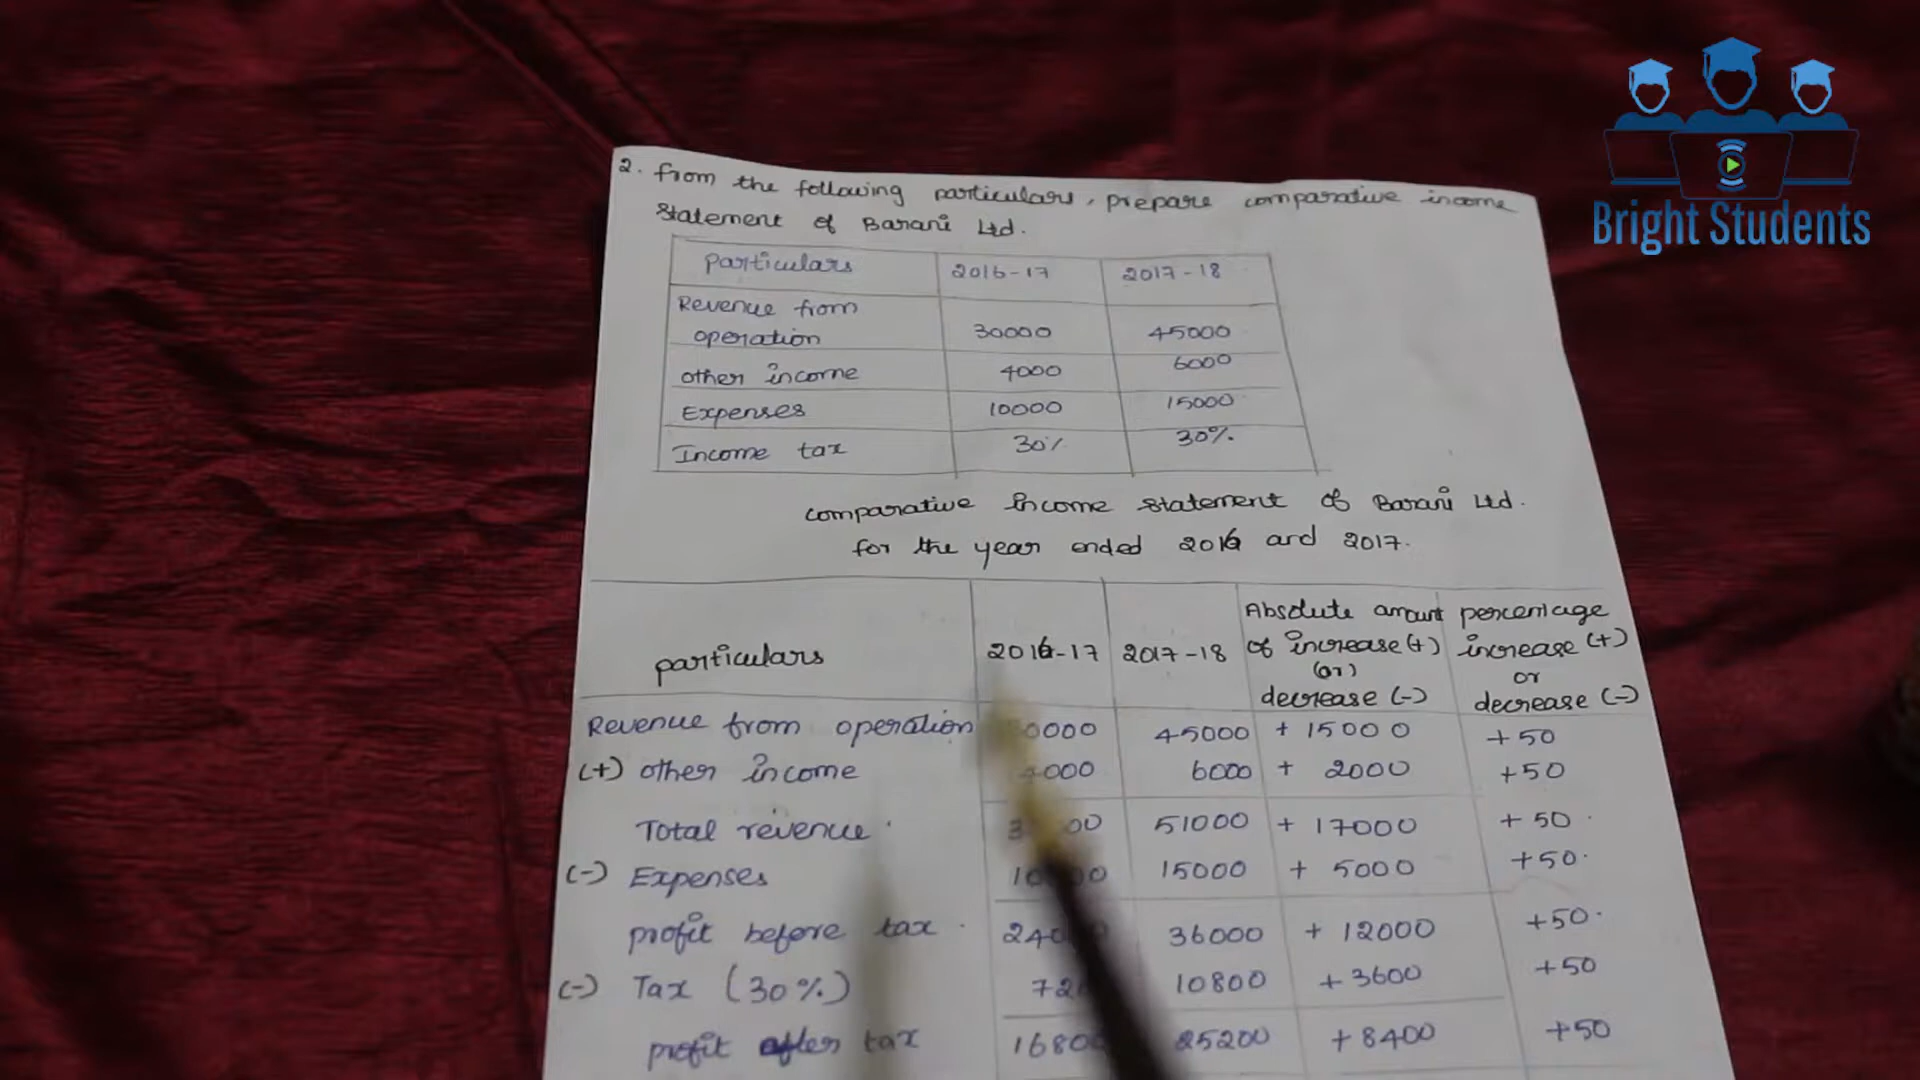 Bright Students
2. From the following particulars, prepare comparative income
statement of Barani Ltd.
particulars 2016-17 2017-18
Revenue from
operation 30000 45000
other income 4000 6000
Expenses 10000 15000
Income tax 30% 30%
comparative income statement of Barani Ltd.
for the year ended 2016 and 2017.
particulars 2016-17 2017-18 Absolute amount of increase (+) (or) decrease (-) percentage increase (+) or decrease (-)
Revenue from operation 45000 + 15000 +50
(+) other income 6000 + 2000 +50
Total revenue 51000 + 17000 +50
(-) Expenses 15000 + 5000 +50
profit before tax 36000 + 12000 +50
(-) Tax (30%) 10800 + 3600 +50
profit after tax 16800 25200 + 8400 +50